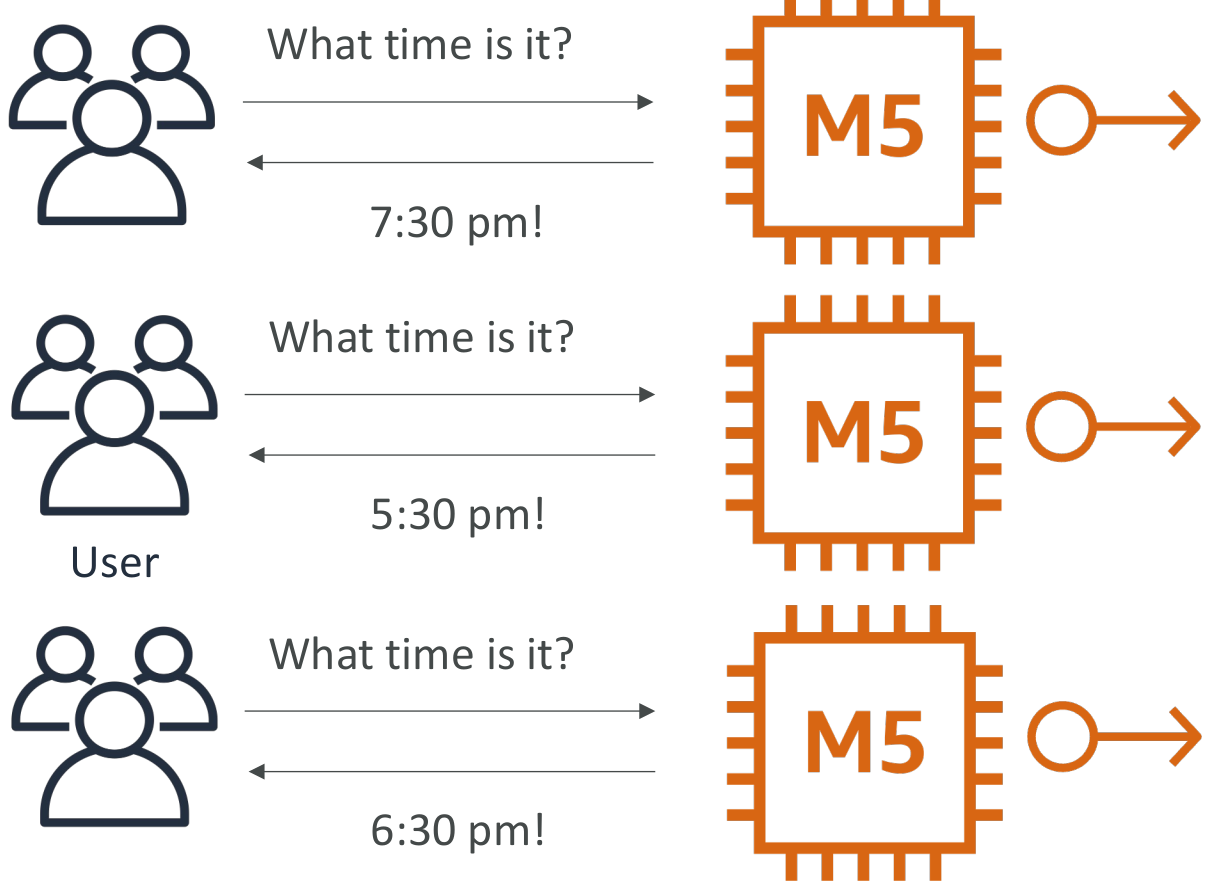 What time is it?
M5
7:30 pm!
What time is it?
M5
5:30 pm!
User
What time is it?
M5
6:30 pm!